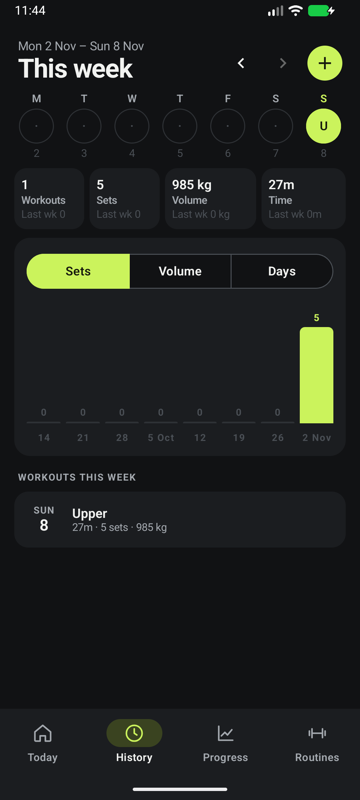 11:44
Mon 2 Nov – Sun 8 Nov
This week
M T W T F S S
U
2 3 4 5 6 7 8
1 5 985 kg 27m
Workouts Sets Volume Time
Last wk 0 Last wk 0 Last wk 0 kg Last wk 0m
Sets Volume Days
5
0 0 0 0 0 0 0
14 21 28 5 Oct 12 19 26 2 Nov
WORKOUTS THIS WEEK
SUN
8
Upper
27m · 5 sets · 985 kg
Today History Progress Routines